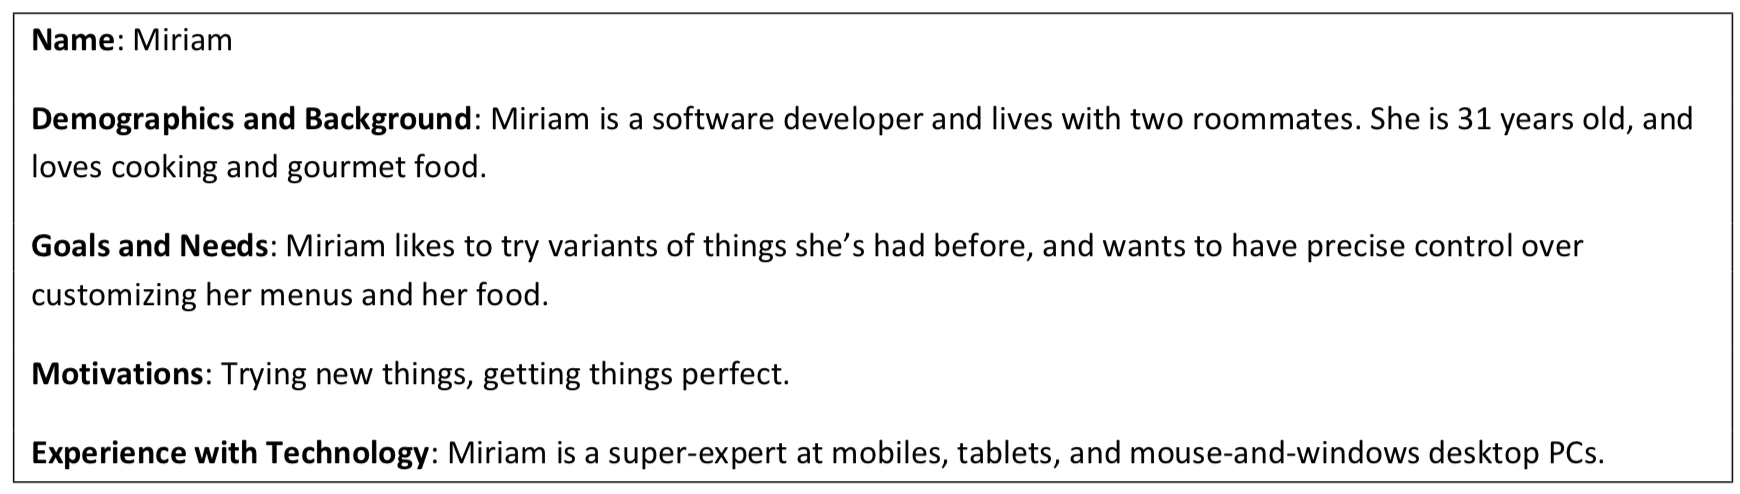 Name: Miriam
Demographics and Background: Miriam is a software developer and lives with two roommates. She is 31 years old, and
loves cooking and gourmet food.
Goals and Needs: Miriam likes to try variants of things she’s had before, and wants to have precise control over
customizing her menus and her food.
Motivations: Trying new things, getting things perfect.
Experience with Technology: Miriam is a super-expert at mobiles, tablets, and mouse-and-windows desktop PCs.